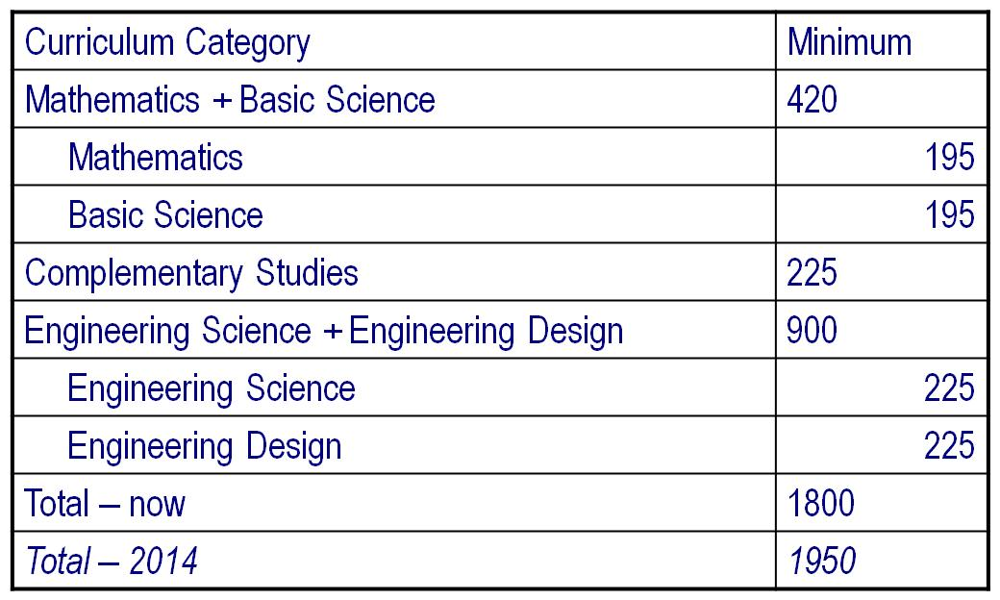 Curriculum Category Minimum
Mathematics + Basic Science 420
Mathematics 195
Basic Science 195
Complementary Studies 225
Engineering Science + Engineering Design 900
Engineering Science 225
Engineering Design 225
Total – now 1800
Total – 2014 1950